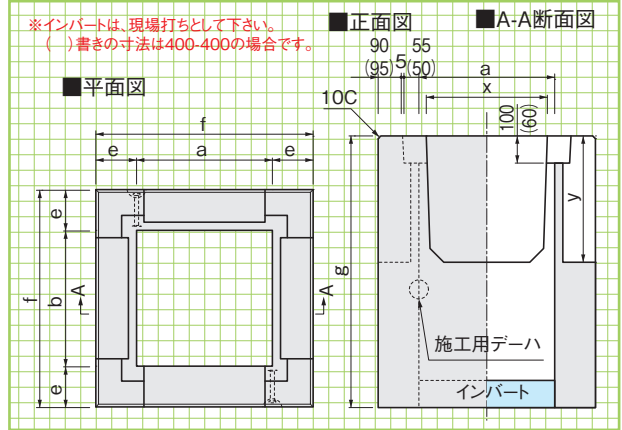 ※インバートは、現場打ちとして下さい。
(　)書きの寸法は400-400の場合です。
■平面図
f
e a e
e
f b
e
A A
■正面図 ■A-A断面図
90 55
(95) 5 (50) a
x
10C
100
(60)
y
g
施工用デーハ
インバート